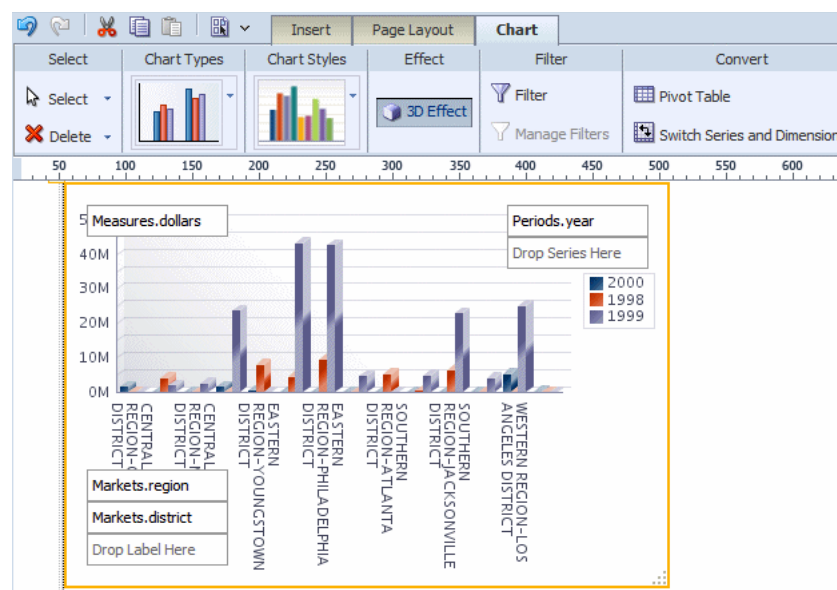 Insert
Page Layout
Chart
Select
Chart Types
Chart Styles
Effect
Filter
Convert
Select
Delete
3D Effect
Filter
Manage Filters
Pivot Table
Switch Series and Dimension
50 100 150 200 250 300 350 400 450 500 550 600
Measures.dollars
Periods.year
Drop Series Here
40M
30M
20M
10M
0M
2000
1998
1999
CENTRAL
DISTRICT
CENTRAL
DISTRICT
EASTERN
REGION-YOUNGSTOWN
DISTRICT
EASTERN
REGION-PHILADELPHIA
DISTRICT
SOUTHERN
REGION-ATLANTA
DISTRICT
SOUTHERN
REGION-JACKSONVILLE
DISTRICT
WESTERN REGION-LOS
ANGELES DISTRICT
Markets.region
Markets.district
Drop Label Here